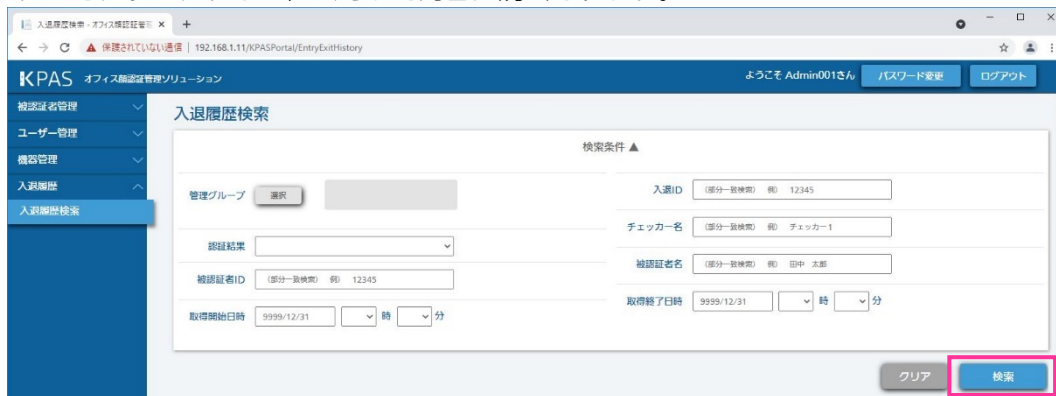 入退履歴検索 - オフィス顔認証管
保護されていない通信 | 192.168.1.11/KPASPortal/EntryExitHistory
KPAS オフィス顔認証管理ソリューション
ようこそ Admin001さん
パスワード変更
ログアウト
被認証者管理
ユーザー管理
機器管理
入退履歴
入退履歴検索
入退履歴検索
検索条件 ▲
管理グループ 選択
入退ID (部分一致検索) 例) 12345
チェッカー名 (部分一致検索) 例) チェッカー1
認証結果
被認証者名 (部分一致検索) 例) 田中 太郎
被認証者ID (部分一致検索) 例) 12345
取得終了日時 9999/12/31 時 分
取得開始日時 9999/12/31 時 分
クリア
検索